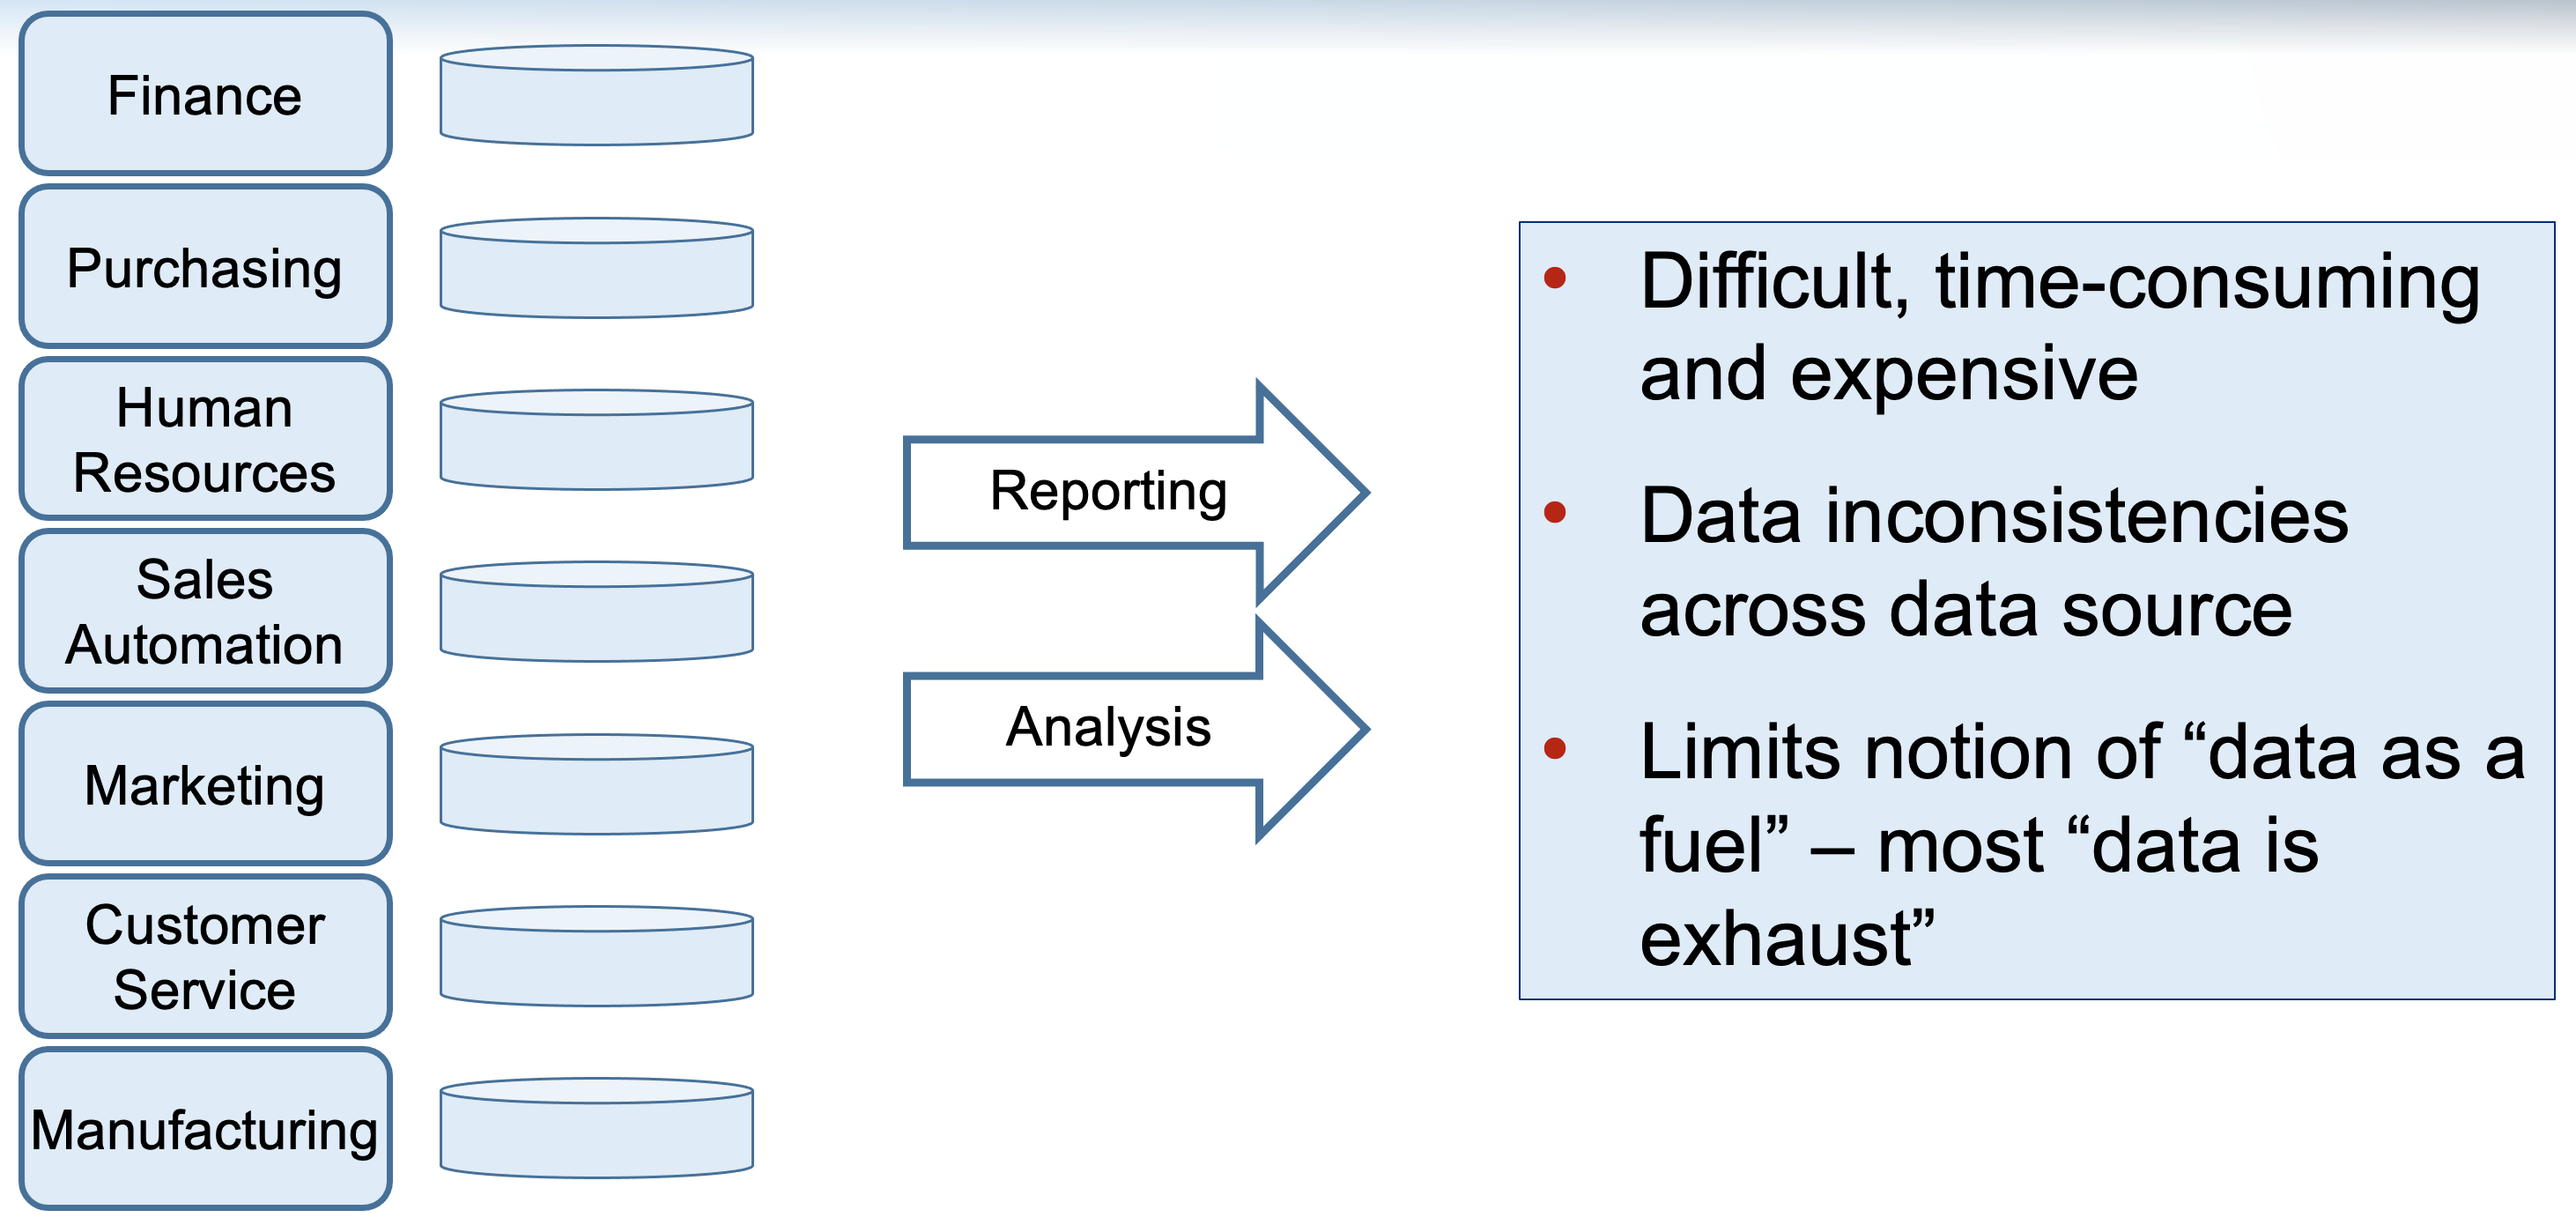 Finance
Purchasing
Human
Resources
Sales
Automation
Marketing
Customer
Service
Manufacturing
Reporting
Analysis
• Difficult, time-consuming
and expensive
• Data inconsistencies
across data source
• Limits notion of “data as a
fuel” – most “data is
exhaust”